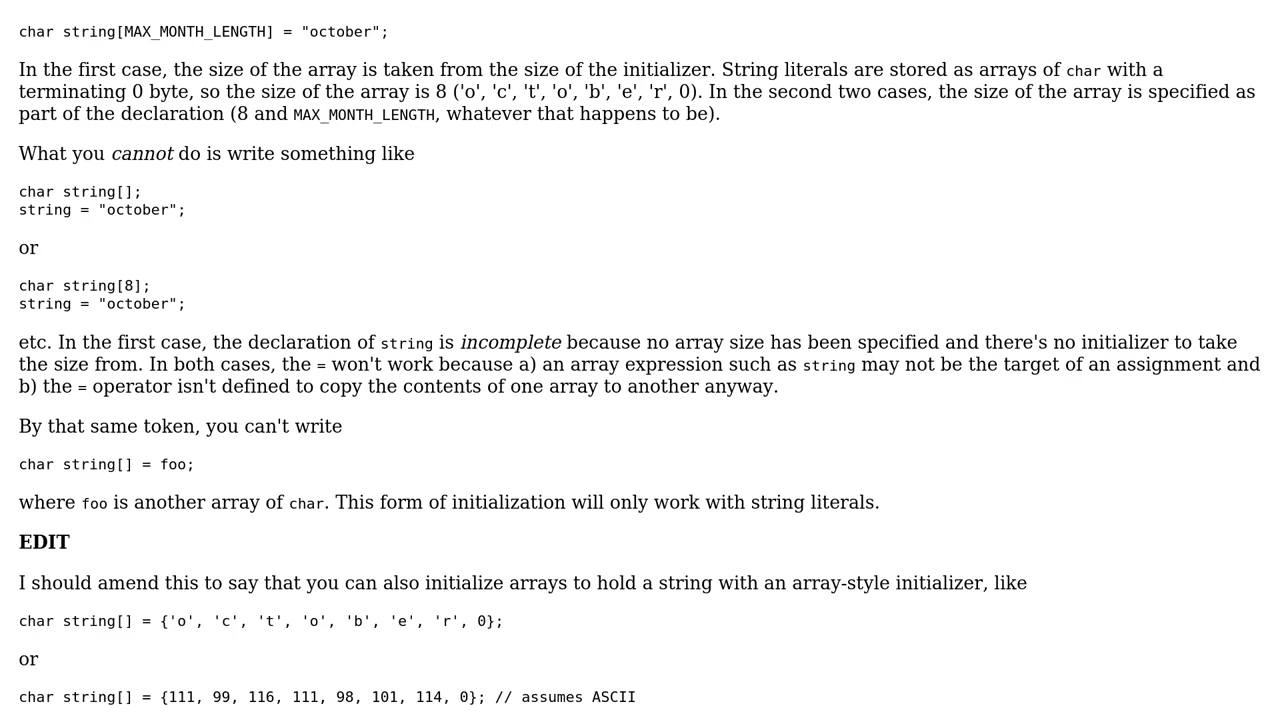 char string[MAX_MONTH_LENGTH] = "october";
In the first case, the size of the array is taken from the size of the initializer. String literals are stored as arrays of char with a
terminating 0 byte, so the size of the array is 8 ('o', 'c', 't', 'o', 'b', 'e', 'r', 0). In the second two cases, the size of the array is specified as
part of the declaration (8 and MAX_MONTH_LENGTH, whatever that happens to be).
What you cannot do is write something like
char string[];
string = "october";
or
char string[8];
string = "october";
etc. In the first case, the declaration of string is incomplete because no array size has been specified and there's no initializer to take
the size from. In both cases, the = won't work because a) an array expression such as string may not be the target of an assignment and
b) the = operator isn't defined to copy the contents of one array to another anyway.
By that same token, you can't write
char string[] = foo;
where foo is another array of char. This form of initialization will only work with string literals.
EDIT
I should amend this to say that you can also initialize arrays to hold a string with an array-style initializer, like
char string[] = {'o', 'c', 't', 'o', 'b', 'e', 'r', 0};
or
char string[] = {111, 99, 116, 111, 98, 101, 114, 0}; // assumes ASCII